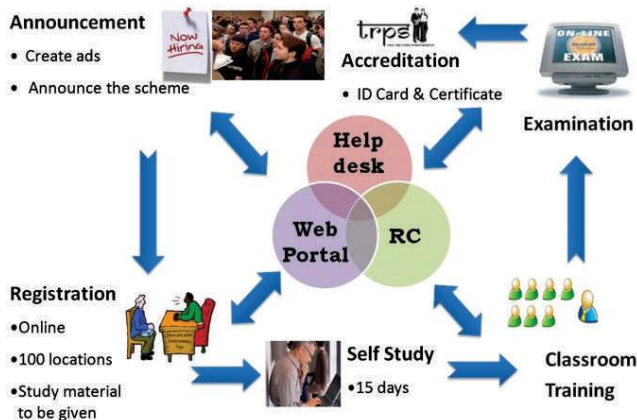 Announcement
• Create ads
• Announce the scheme
NOW
HIRING
trps
Accreditation
• ID Card & Certificate
ON-LINE
EXAM
Examination
Help
desk
Web
Portal
RC
Registration
•Online
•100 locations
•Study material
to be given
Self Study
•15 days
Classroom
Training